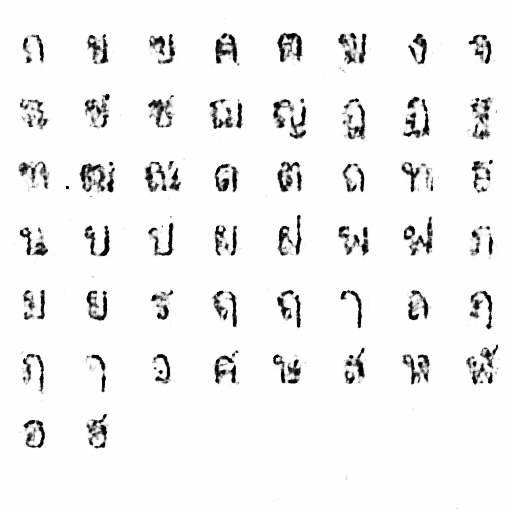 ก ข ฃ ค ฅ ฆ ง จ
ฉ ช ซ ฌ ญ ฎ ฏ ฐ
ฑ ฒ ณ ด ต ถ ท ธ
น บ ป ผ ฝ พ ฟ ภ
ม ย ร ฤ ฤ ๅ ล ฦ
ฦ ๅ ว ศ ษ ส ห ฬ
อ ฮ